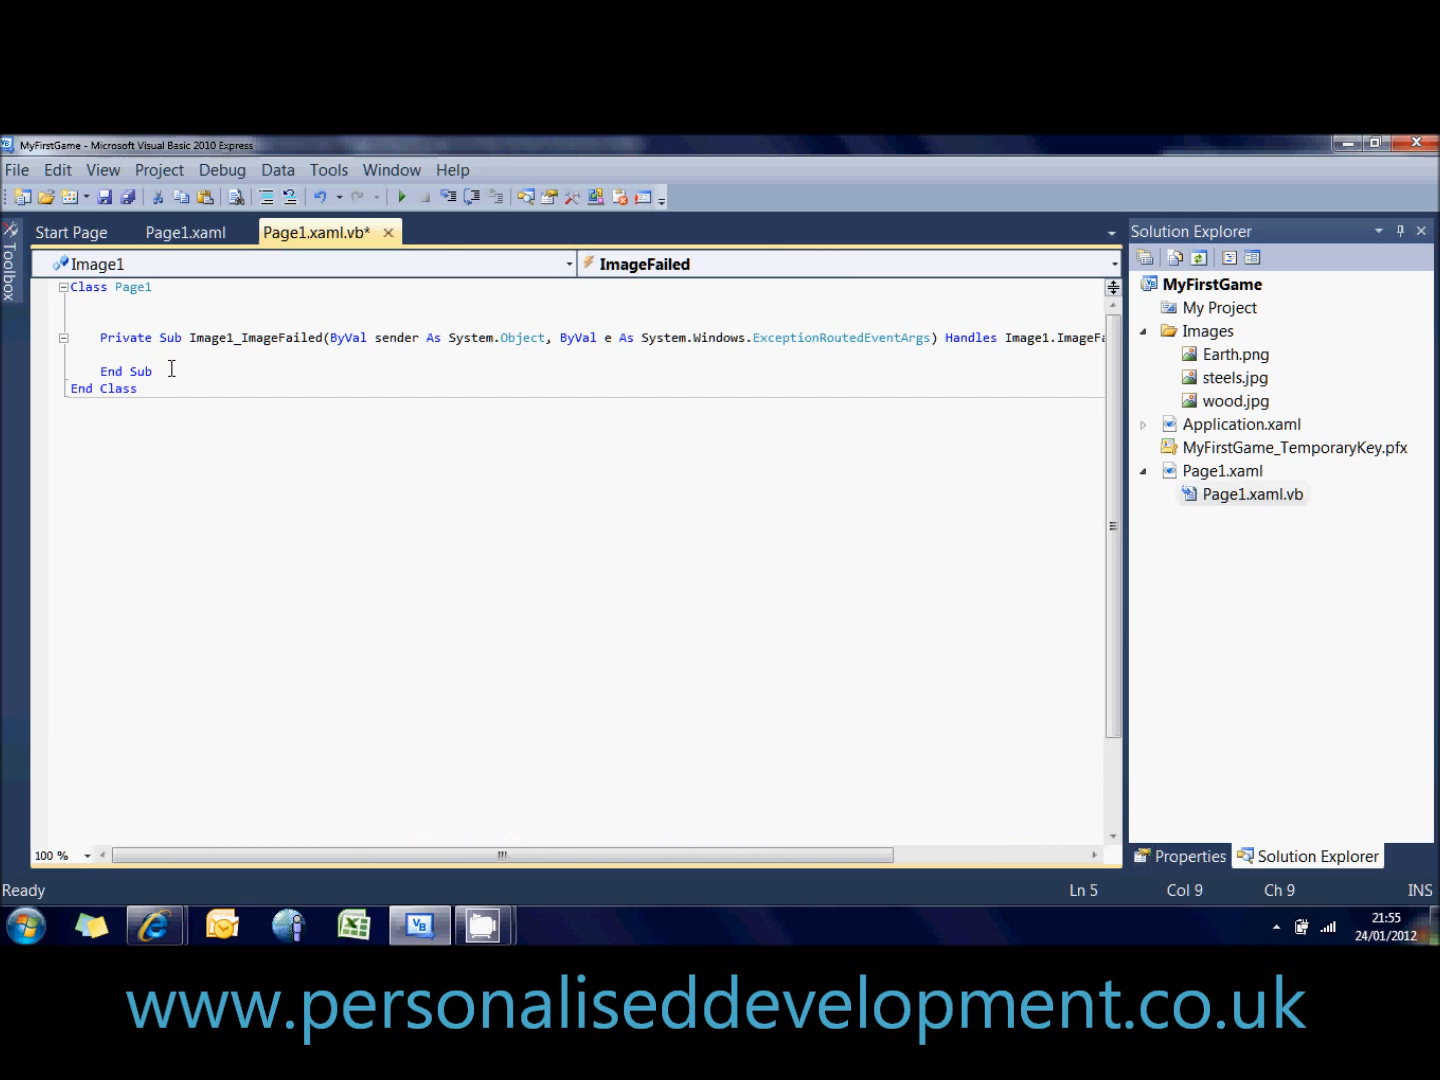 MyFirstGame - Microsoft Visual Basic 2010 Express
File Edit View Project Debug Data Tools Window Help
Toolbox
Start Page Page1.xaml Page1.xaml.vb*
Image1 ImageFailed
Class Page1
Private Sub Image1_ImageFailed(ByVal sender As System.Object, ByVal e As System.Windows.ExceptionRoutedEventArgs) Handles Image1.ImageFa
End Sub
End Class
100 %
Solution Explorer
MyFirstGame
My Project
Images
Earth.png
steels.jpg
wood.jpg
Application.xaml
MyFirstGame_TemporaryKey.pfx
Page1.xaml
Page1.xaml.vb
Properties Solution Explorer
Ready Ln 5 Col 9 Ch 9 INS
21:55
24/01/2012
www.personaliseddevelopment.co.uk